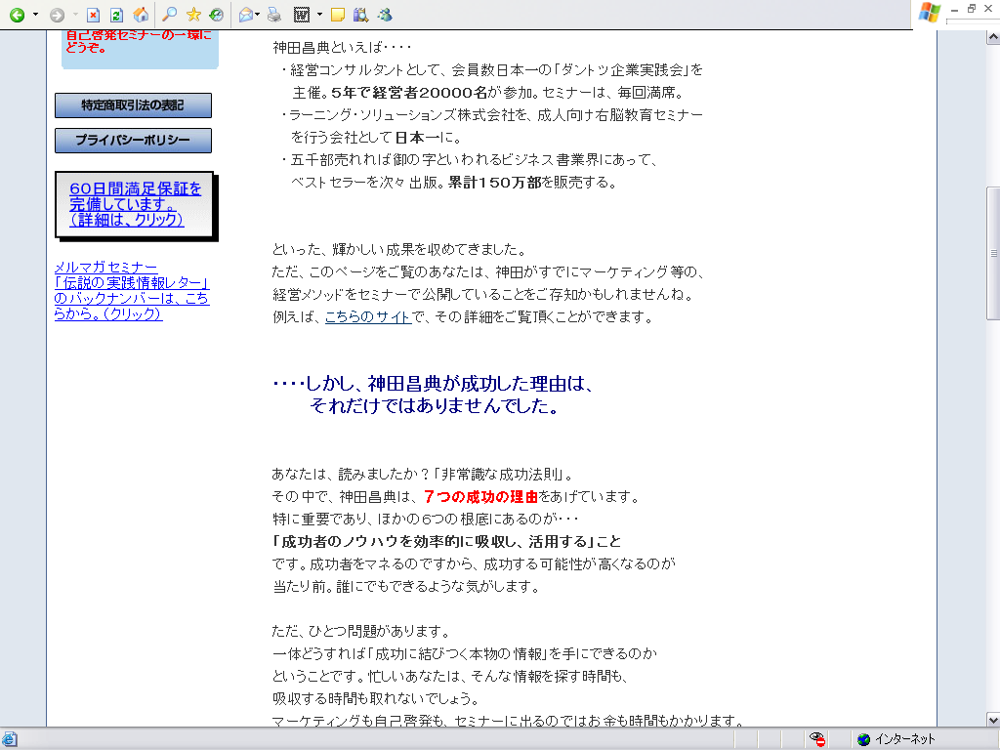 自己啓発セミナーの一環に
どうぞ。
特定商取引法の表記
プライバシーポリシー
60日間満足保証を
完備しています。
（詳細は、クリック）
メルマガセミナー
「伝説の実践情報レター」
のバックナンバーは、こち
らから。（クリック）
神田昌典といえば・・・・
・経営コンサルタントとして、会員数日本一の「ダントツ企業実践会」を
主催。５年で経営者２００００名が参加。セミナーは、毎回満席。
・ラーニング・ソリューションズ株式会社を、成人向け右脳教育セミナー
を行う会社として日本一に。
・五千部売れれば御の字といわれるビジネス書業界にあって、
ベストセラーを次々出版。累計１５０万部を販売する。
といった、輝かしい成果を収めてきました。
ただ、このページをご覧のあなたは、神田がすでにマーケティング等の、
経営メソッドをセミナーで公開していることをご存知かもしれませんね。
例えば、こちらのサイトで、その詳細をご覧頂くことができます。
・・・・しかし、神田昌典が成功した理由は、
それだけではありませんでした。
あなたは、読みましたか？「非常識な成功法則」。
その中で、神田昌典は、７つの成功の理由をあげています。
特に重要であり、ほかの６つの根底にあるのが・・・
「成功者のノウハウを効率的に吸収し、活用する」こと
です。成功者をマネるのですから、成功する可能性が高くなるのが
当たり前。誰にでもできるような気がします。
ただ、ひとつ問題があります。
一体どうすれば「成功に結びつく本物の情報」を手にできるのか
ということです。忙しいあなたは、そんな情報を探す時間も、
吸収する時間も取れないでしょう。
マーケティングも自己啓発も、セミナーに出るのではお金も時間もかかります。
インターネット